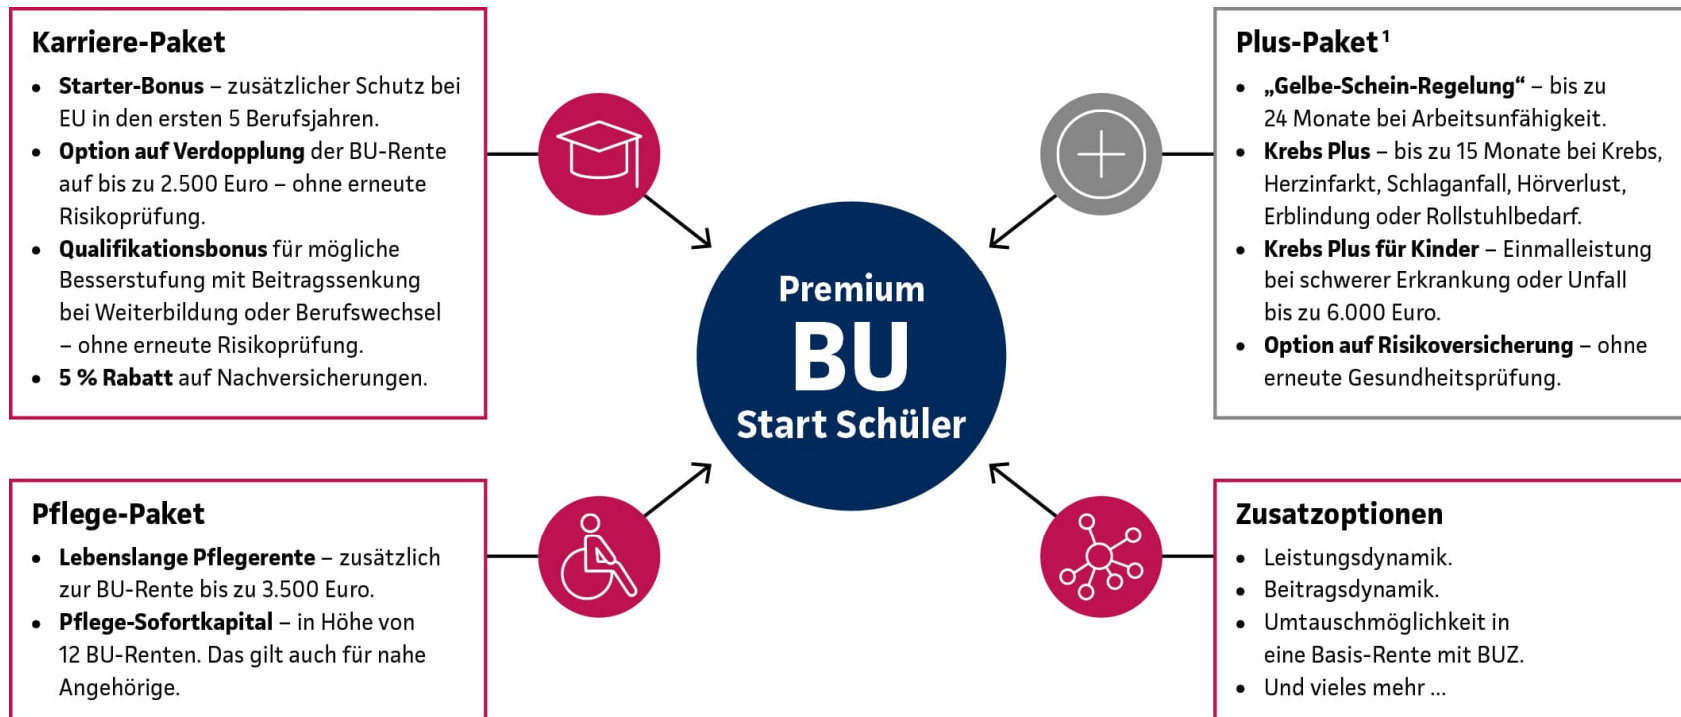 Karriere-Paket
• Starter-Bonus – zusätzlicher Schutz bei
EU in den ersten 5 Berufsjahren.
• Option auf Verdopplung der BU-Rente
auf bis zu 2.500 Euro – ohne erneute
Risikoprüfung.
• Qualifikationsbonus für mögliche
Besserstufung mit Beitragssenkung
bei Weiterbildung oder Berufswechsel
– ohne erneute Risikoprüfung.
• 5 % Rabatt auf Nachversicherungen.
Plus-Paket¹
• „Gelbe-Schein-Regelung“ – bis zu
24 Monate bei Arbeitsunfähigkeit.
• Krebs Plus – bis zu 15 Monate bei Krebs,
Herzinfarkt, Schlaganfall, Hörverlust,
Erblindung oder Rollstuhlbedarf.
• Krebs Plus für Kinder – Einmalleistung
bei schwerer Erkrankung oder Unfall
bis zu 6.000 Euro.
• Option auf Risikoversicherung – ohne
erneute Gesundheitsprüfung.
Premium
BU
Start Schüler
Pflege-Paket
• Lebenslange Pflegerente – zusätzlich
zur BU-Rente bis zu 3.500 Euro.
• Pflege-Sofortkapital – in Höhe von
12 BU-Renten. Das gilt auch für nahe
Angehörige.
Zusatzoptionen
• Leistungsdynamik.
• Beitragsdynamik.
• Umtauschmöglichkeit in
eine Basis-Rente mit BUZ.
• Und vieles mehr ...